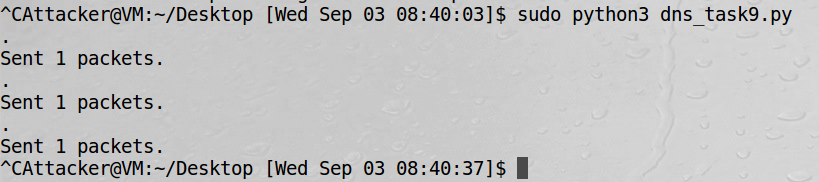 ^CAttacker@VM:~/Desktop [Wed Sep 03 08:40:03]$ sudo python3 dns_task9.py
.
Sent 1 packets.
.
Sent 1 packets.
.
Sent 1 packets.
^CAttacker@VM:~/Desktop [Wed Sep 03 08:40:37]$